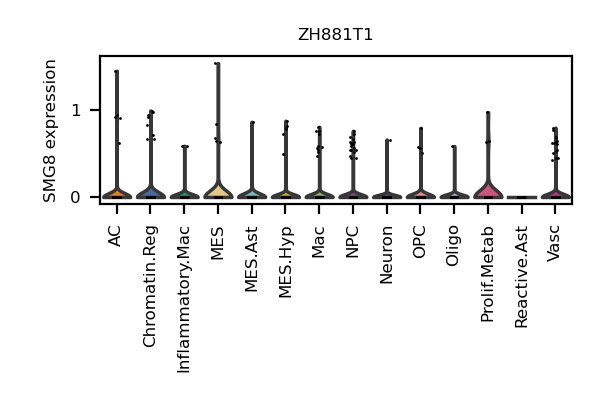 ZH881T1
SMG8 expression
1
0
AC
Chromatin.Reg
Inflammatory.Mac
MES
MES.Ast
MES.Hyp
Mac
NPC
Neuron
OPC
Oligo
Prolif.Metab
Reactive.Ast
Vasc